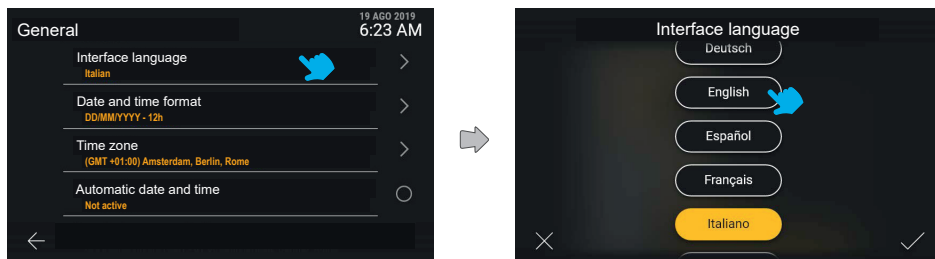 General
19 AGO 2019
6:23 AM
Interface language
Italian
Date and time format
DD/MM/YYYY - 12h
Time zone
(GMT +01:00) Amsterdam, Berlin, Rome
Automatic date and time
Not active
Interface language
Deutsch
English
Español
Français
Italiano